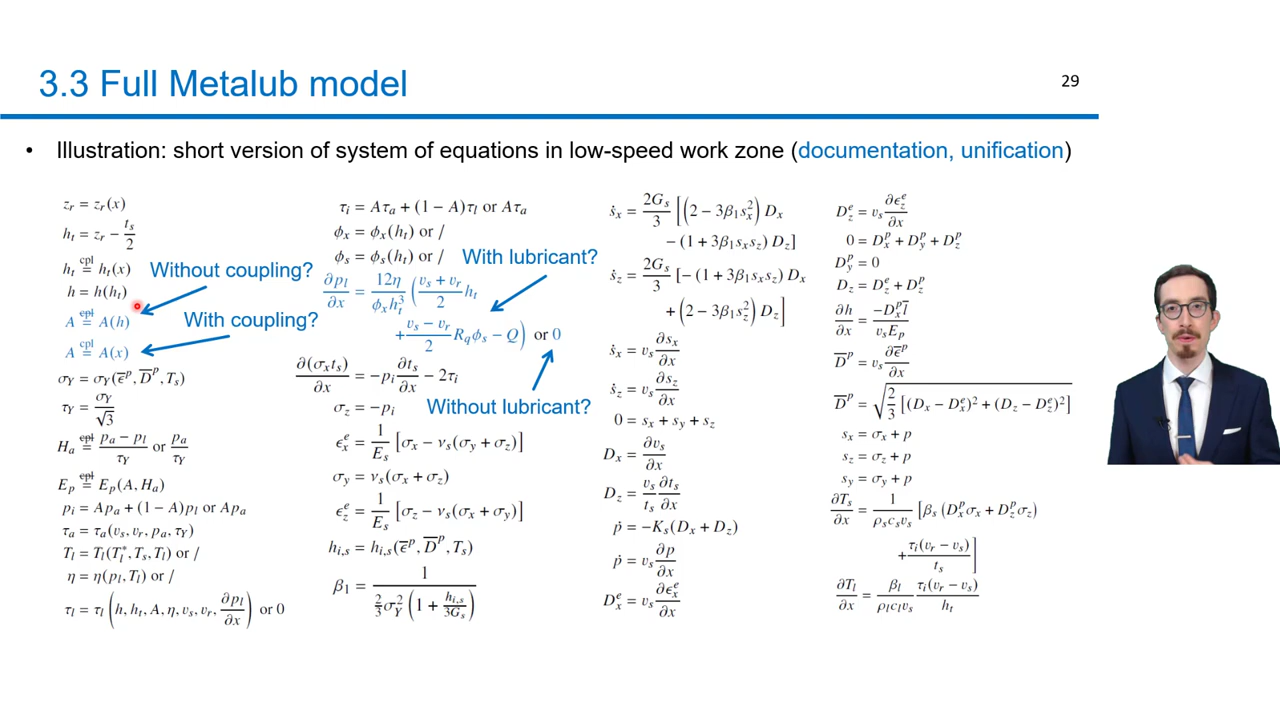 3.3 Full Metalub model
29
• Illustration: short version of system of equations in low-speed work zone (documentation, unification)
z_r = z_r(x)
h_t = z_r − t_s/2
h_t =^{cpl} h_t(x)
h = h(h_t)
A =^{c̶p̶l̶} A(h)
A =^{cpl} A(x)
σ_Y = σ_Y(ε̄^p, D̄^p, T_s)
τ_Y = σ_Y/√3
H_a =^{c̶p̶l̶} (p_a − p_l)/τ_Y or p_a/τ_Y
E_p =^{c̶p̶l̶} E_p(A, H_a)
p_i = Ap_a + (1 − A)p_l or Ap_a
τ_a = τ_a(v_s, v_r, p_a, τ_Y)
T_l = T_l(T_l^*, T_s, T_l) or /
η = η(p_l, T_l) or /
τ_l = τ_l(h, h_t, A, η, v_s, v_r, ∂p_l/∂x) or 0
Without coupling?
With coupling?
τ_i = Aτ_a + (1 − A)τ_l or Aτ_a
φ_x = φ_x(h_t) or /
φ_s = φ_s(h_t) or /
With lubricant?
∂p_l/∂x = 12η/(φ_x h_t^3) ((v_s + v_r)/2 h_t
+ (v_s − v_r)/2 R_q φ_s − Q) or 0
∂(σ_x t_s)/∂x = −p_i ∂t_s/∂x − 2τ_i
σ_z = −p_i
Without lubricant?
ϵ_x^e = 1/E_s [σ_x − ν_s(σ_y + σ_z)]
σ_y = ν_s(σ_x + σ_z)
ϵ_z^e = 1/E_s [σ_z − ν_s(σ_x + σ_y)]
h_{i,s} = h_{i,s}(ε̄^p, D̄^p, T_s)
β_1 = 1/(2/3 σ_Y^2 (1 + h_{i,s}/3G_s))
ṡ_x = 2G_s/3 [(2 − 3β_1 s_x^2) D_x
− (1 + 3β_1 s_x s_z) D_z]
ṡ_z = 2G_s/3 [− (1 + 3β_1 s_x s_z) D_x
+ (2 − 3β_1 s_z^2) D_z]
ṡ_x = v_s ∂s_x/∂x
ṡ_z = v_s ∂s_z/∂x
0 = s_x + s_y + s_z
D_x = ∂v_s/∂x
D_z = v_s/t_s ∂t_s/∂x
ṗ = −K_s(D_x + D_z)
ṗ = v_s ∂p/∂x
D_x^e = v_s ∂ϵ_x^e/∂x
D_z^e = v_s ∂ϵ_z^e/∂x
0 = D_x^p + D_y^p + D_z^p
D_y^p = 0
D_z = D_z^e + D_z^p
∂h/∂x = −D_x^p l̄/(v_s E_p)
D̄^p = v_s ∂ε̄^p/∂x
D̄^p = √(2/3 [(D_x − D_x^e)^2 + (D_z − D_z^e)^2])
s_x = σ_x + p
s_z = σ_z + p
s_y = σ_y + p
∂T_s/∂x = 1/(ρ_s c_s v_s) [β_s (D_x^p σ_x + D_z^p σ_z)
+ τ_i(v_r − v_s)/t_s]
∂T_l/∂x = β_l/(ρ_l c_l v_s) τ_i(v_r − v_s)/h_t